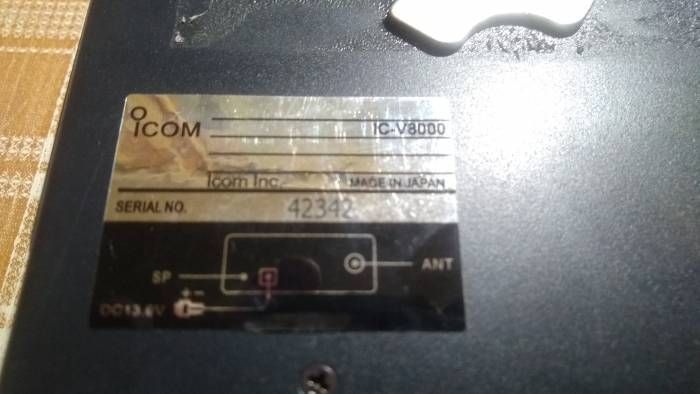 ICOM IC-V8000
Icom Inc. MADE IN JAPAN
SERIAL NO. 42342
SP ANT
DC13.8V